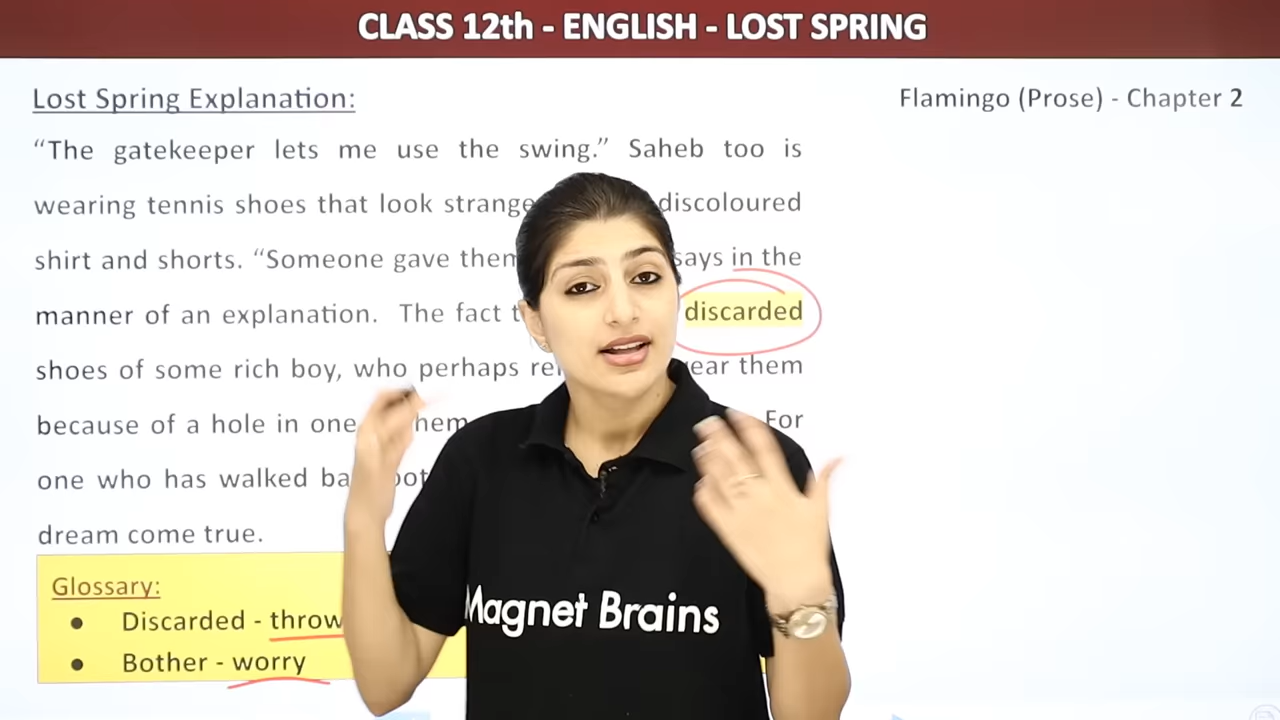 CLASS 12th - ENGLISH - LOST SPRING
Lost Spring Explanation:
Flamingo (Prose) - Chapter 2
“The gatekeeper lets me use the swing.” Saheb too is
wearing tennis shoes that look strange discoloured
shirt and shorts. “Someone gave them says in the
manner of an explanation. The fact discarded
shoes of some rich boy, who perhaps wear them
because of a hole in one them For
one who has walked
dream come true.
Glossary:
Discarded - throw
Bother - worry
Magnet Brains